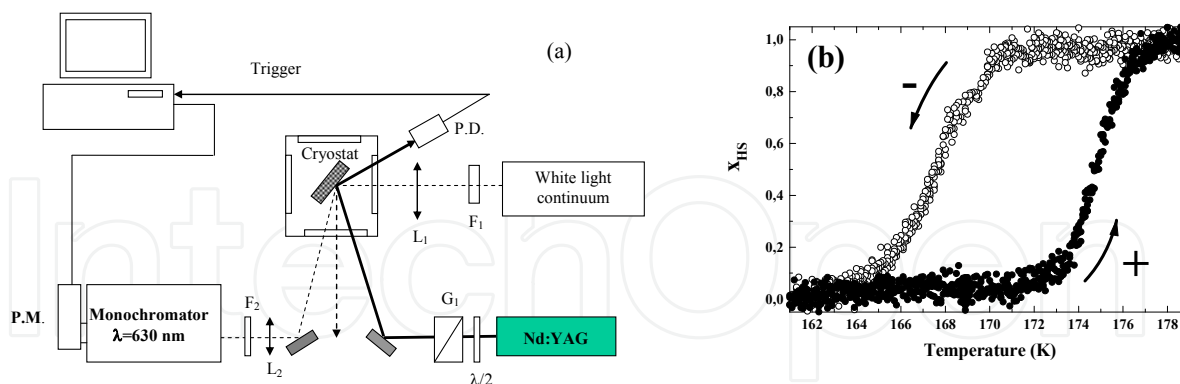 (a)
Trigger
P.D.
Cryostat
White light
continuum
L1
F1
P.M.
Monochromator
λ=630 nm
F2
L2
G1
Nd:YAG
λ/2
(b)
1,0
0,8
0,6
0,4
0,2
0,0
xHS
-
+
162 164 166 168 170 172 174 176 178
Temperature (K)
IntechOpen